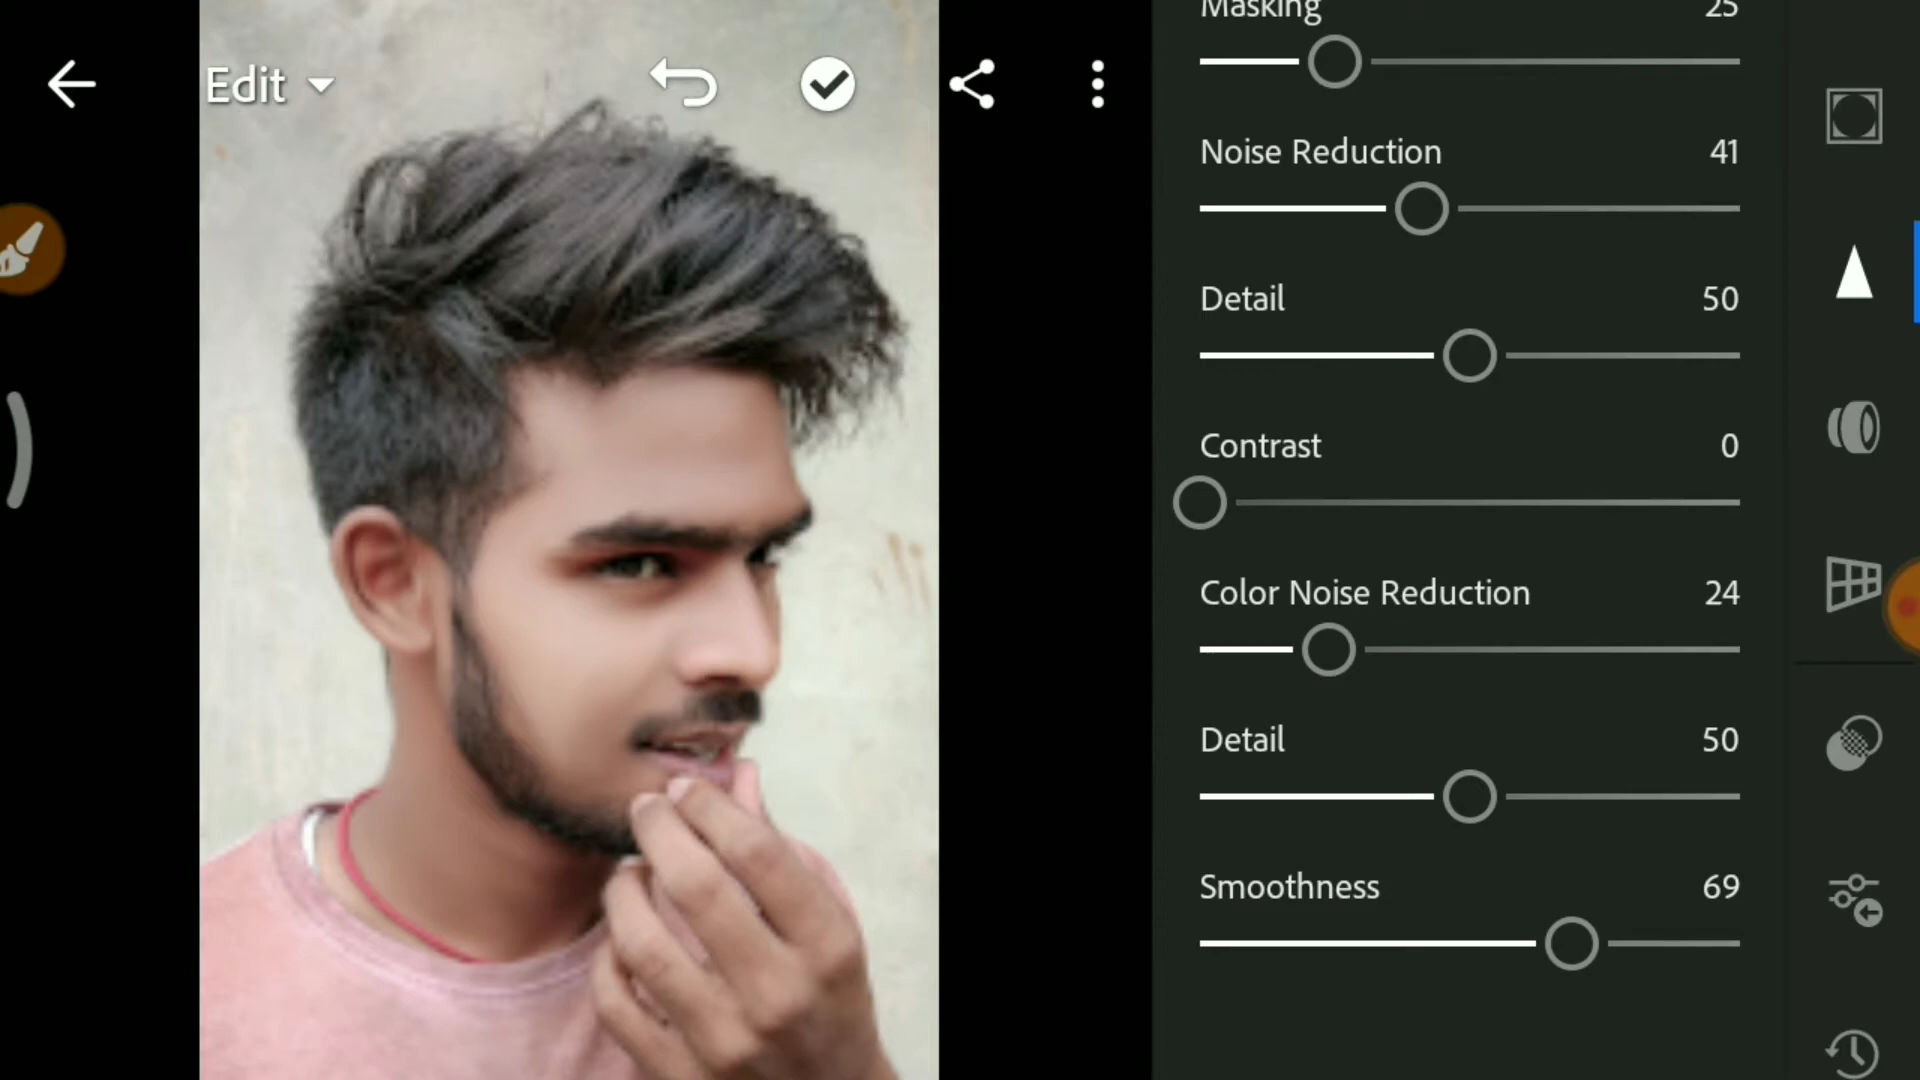 Masking 25
Edit
Noise Reduction 41
Detail 50
Contrast 0
Color Noise Reduction 24
Detail 50
Smoothness 69